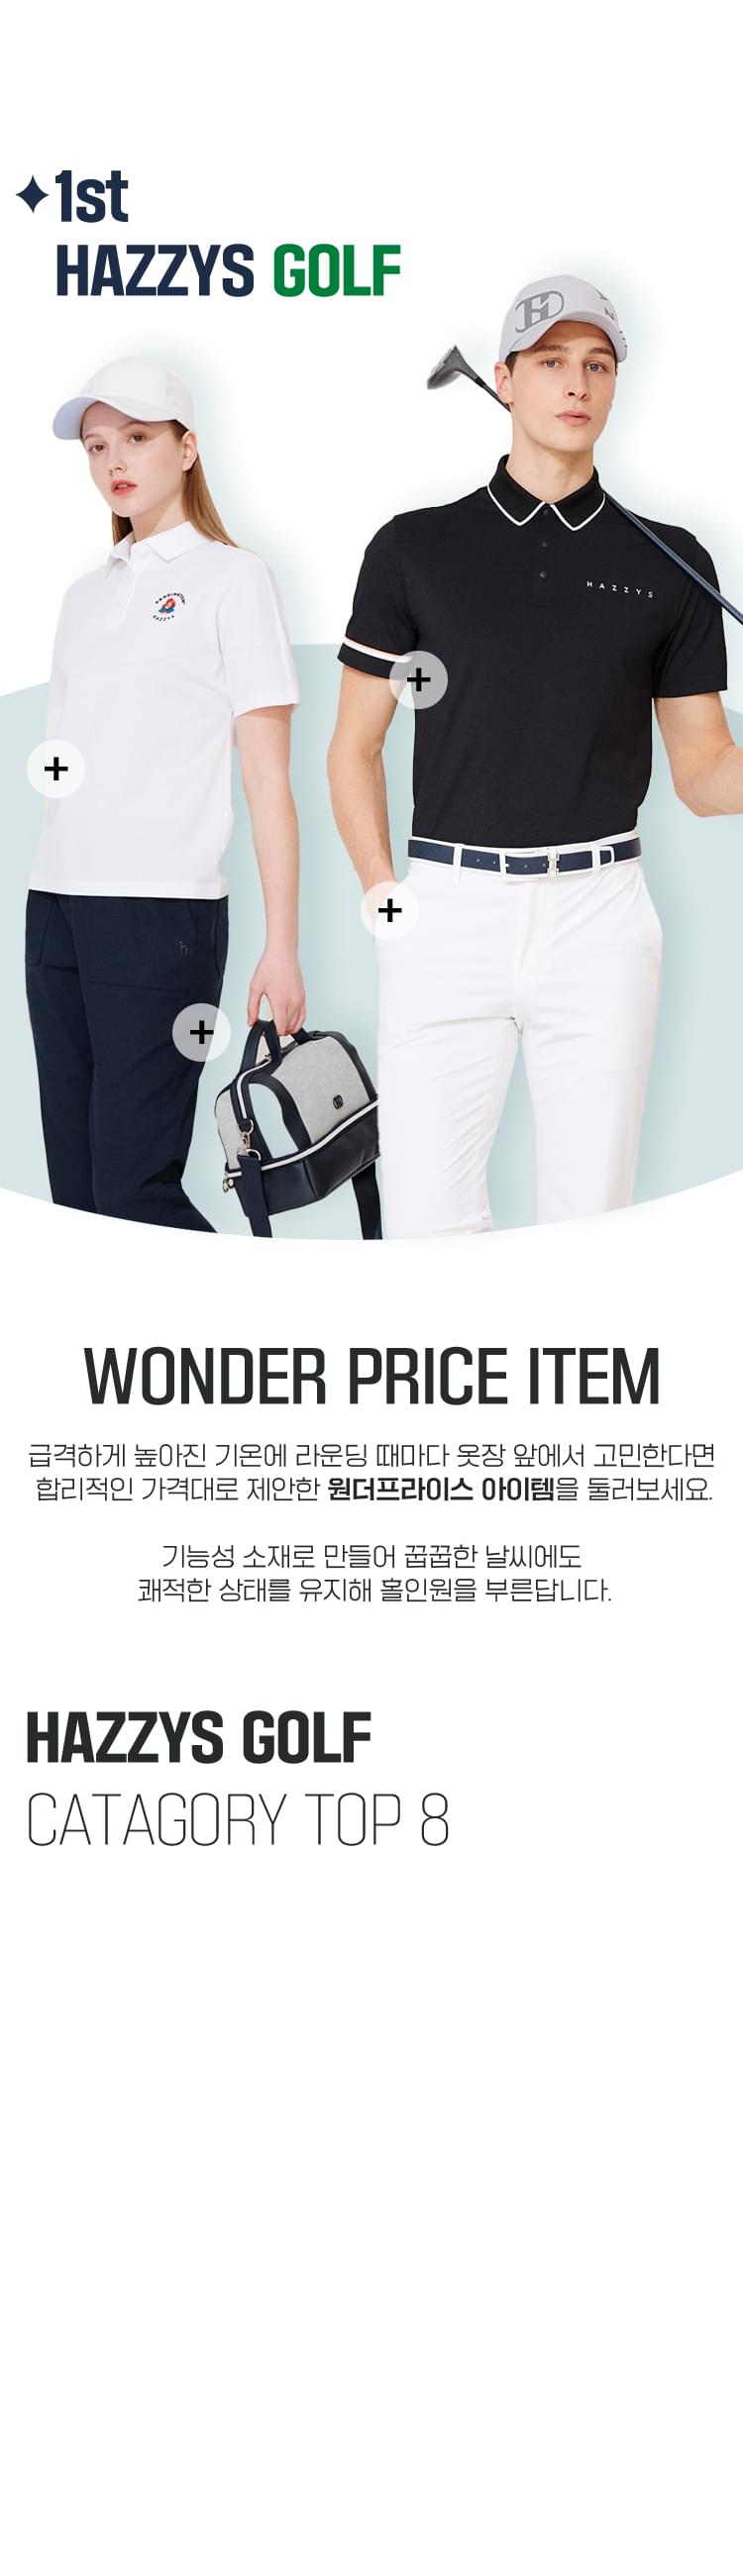 1st
HAZZYS GOLF
HAZZYS
HAZZYS
WONDER PRICE ITEM
급격하게 높아진 기온에 라운딩 때마다 옷장 앞에서 고민한다면
합리적인 가격대로 제안한 원더프라이스 아이템을 둘러보세요.
기능성 소재로 만들어 꿉꿉한 날씨에도
쾌적한 상태를 유지해 홀인원을 부른답니다.
HAZZYS GOLF
CATAGORY TOP 8